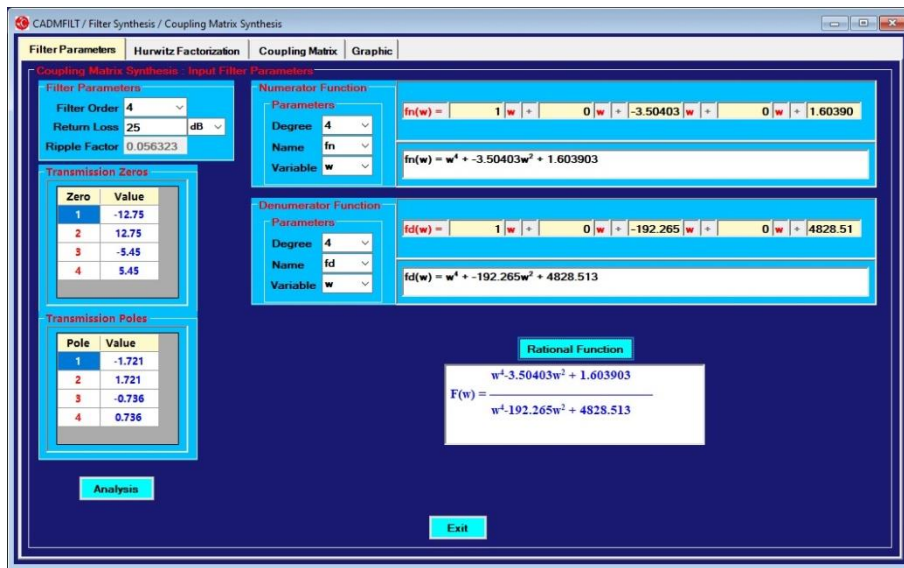 CADMFILT / Filter Synthesis / Coupling Matrix Synthesis
Filter Parameters Hurwitz Factorization Coupling Matrix Graphic
Coupling Matrix Synthesis : Input Filter Parameters
Filter Parameters
Filter Order 4
Return Loss 25 dB
Ripple Factor 0.056323
Transmission Zeros
Zero Value
1 -12.75
2 12.75
3 -5.45
4 5.45
Transmission Poles
Pole Value
1 -1.721
2 1.721
3 -0.736
4 0.736
Analysis
Numerator Function
Parameters
Degree 4
Name fn
Variable w
fn(w) = 1 w + 0 w + -3.50403 w + 0 w + 1.60390
fn(w) = w⁴ + -3.50403w² + 1.603903
Denumerator Function
Parameters
Degree 4
Name fd
Variable w
fd(w) = 1 w + 0 w + -192.265 w + 0 w + 4828.51
fd(w) = w⁴ + -192.265w² + 4828.513
Rational Function
w⁴-3.50403w² + 1.603903
F(w) =
w⁴-192.265w² + 4828.513
Exit